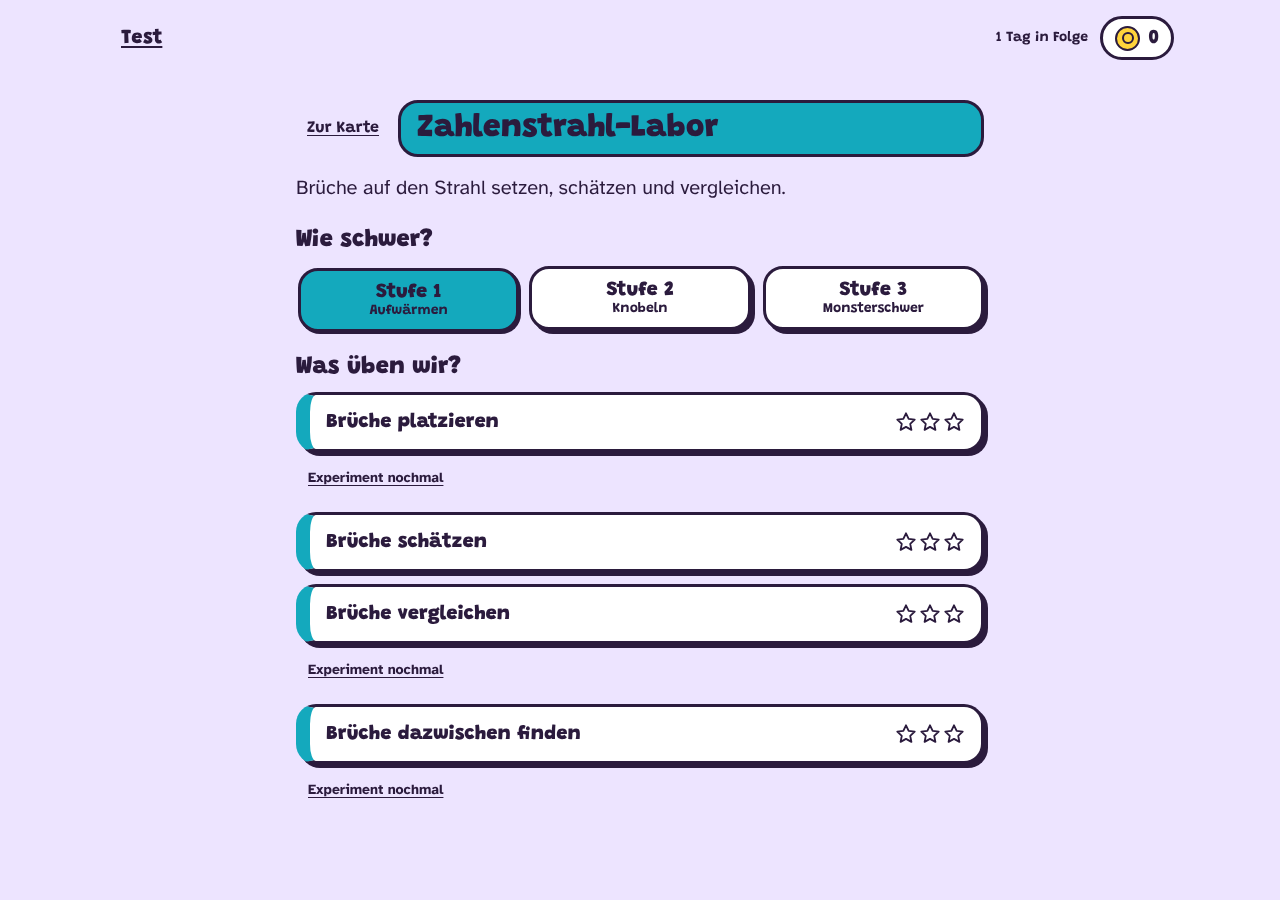 Test
1 Tag in Folge
0
Zur Karte
Zahlenstrahl-Labor
Brüche auf den Strahl setzen, schätzen und vergleichen.
Wie schwer?
Stufe 1
Aufwärmen
Stufe 2
Knobeln
Stufe 3
Monsterschwer
Was üben wir?
Brüche platzieren
Experiment nochmal
Brüche schätzen
Brüche vergleichen
Experiment nochmal
Brüche dazwischen finden
Experiment nochmal